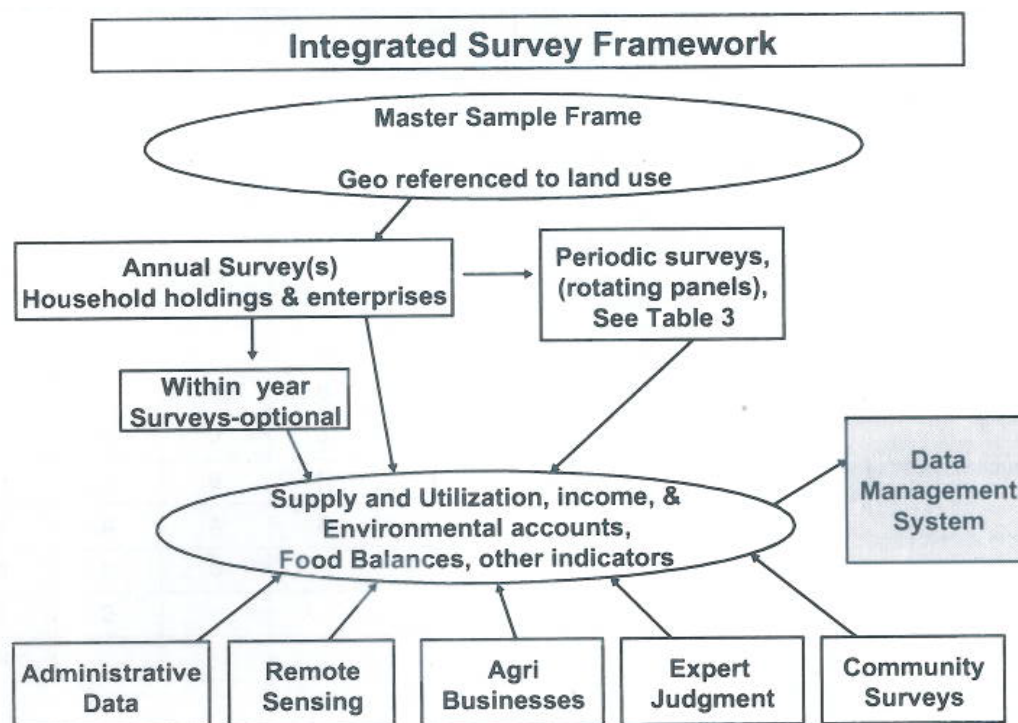 Integrated Survey Framework
Master Sample Frame
Geo referenced to land use
Annual Survey(s)
Household holdings & enterprises
Periodic surveys,
(rotating panels),
See Table 3
Within year
Surveys-optional
Supply and Utilization, income, &
Environmental accounts,
Food Balances, other indicators
Data
Management
System
Administrative
Data
Remote
Sensing
Agri
Businesses
Expert
Judgment
Community
Surveys